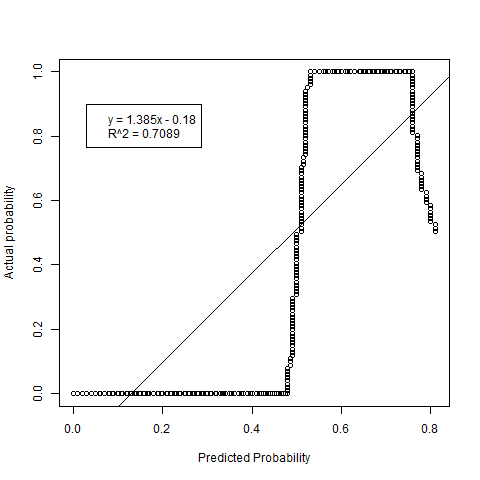 y = 1.385x - 0.18
R^2 = 0.7089
Actual probability
1.0
0.8
0.6
0.4
0.2
0.0
0.0 0.2 0.4 0.6 0.8
Predicted Probability